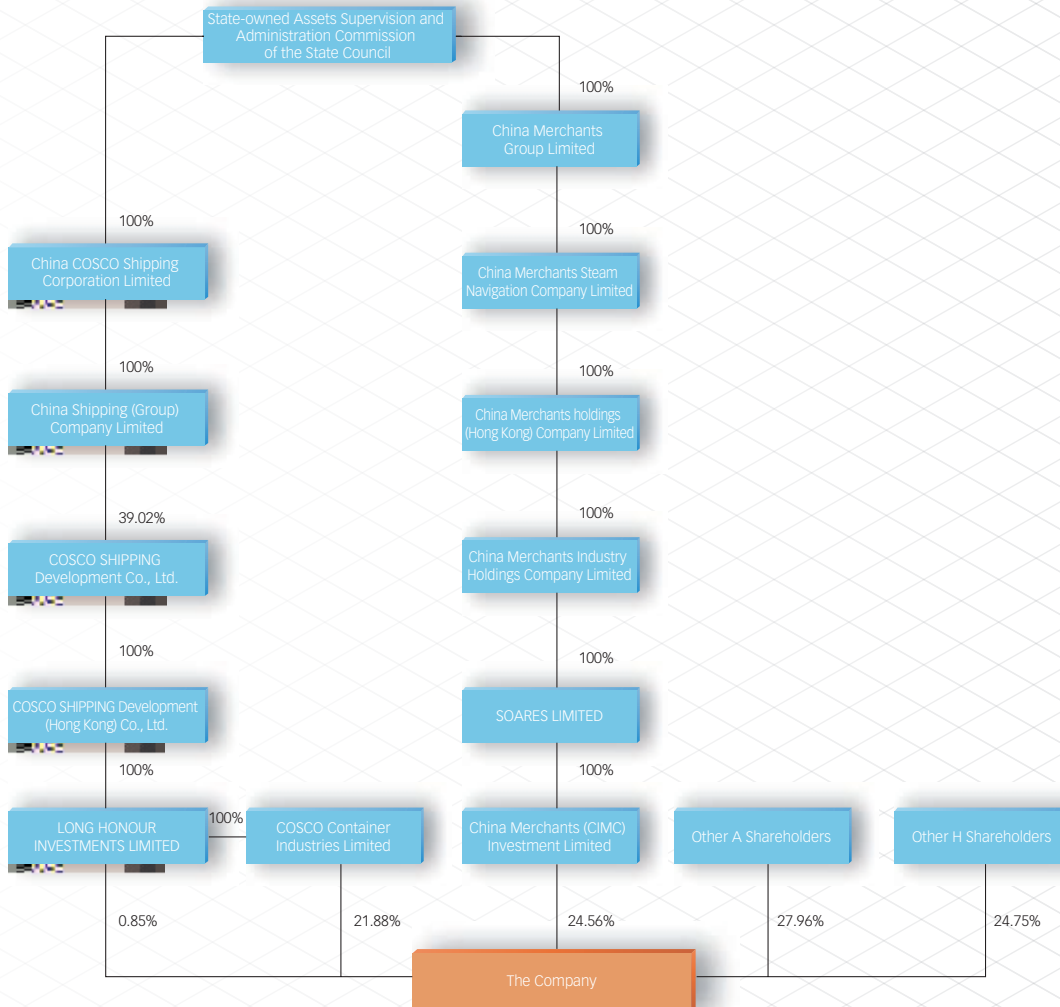 State-owned Assets Supervision and
Administration Commission
of the State Council
100%
China Merchants
Group Limited
100%
China COSCO Shipping
Corporation Limited
100%
China Merchants Steam
Navigation Company Limited
100%
China Shipping (Group)
Company Limited
100%
China Merchants holdings
(Hong Kong) Company Limited
39.02%
COSCO SHIPPING
Development Co., Ltd.
100%
China Merchants Industry
Holdings Company Limited
100%
COSCO SHIPPING Development
(Hong Kong) Co., Ltd.
100%
SOARES LIMITED
100%
LONG HONOUR
INVESTMENTS LIMITED
100%
COSCO Container
Industries Limited
100%
China Merchants (CIMC)
Investment Limited
Other A Shareholders
Other H Shareholders
0.85%
21.88%
24.56%
27.96%
24.75%
The Company